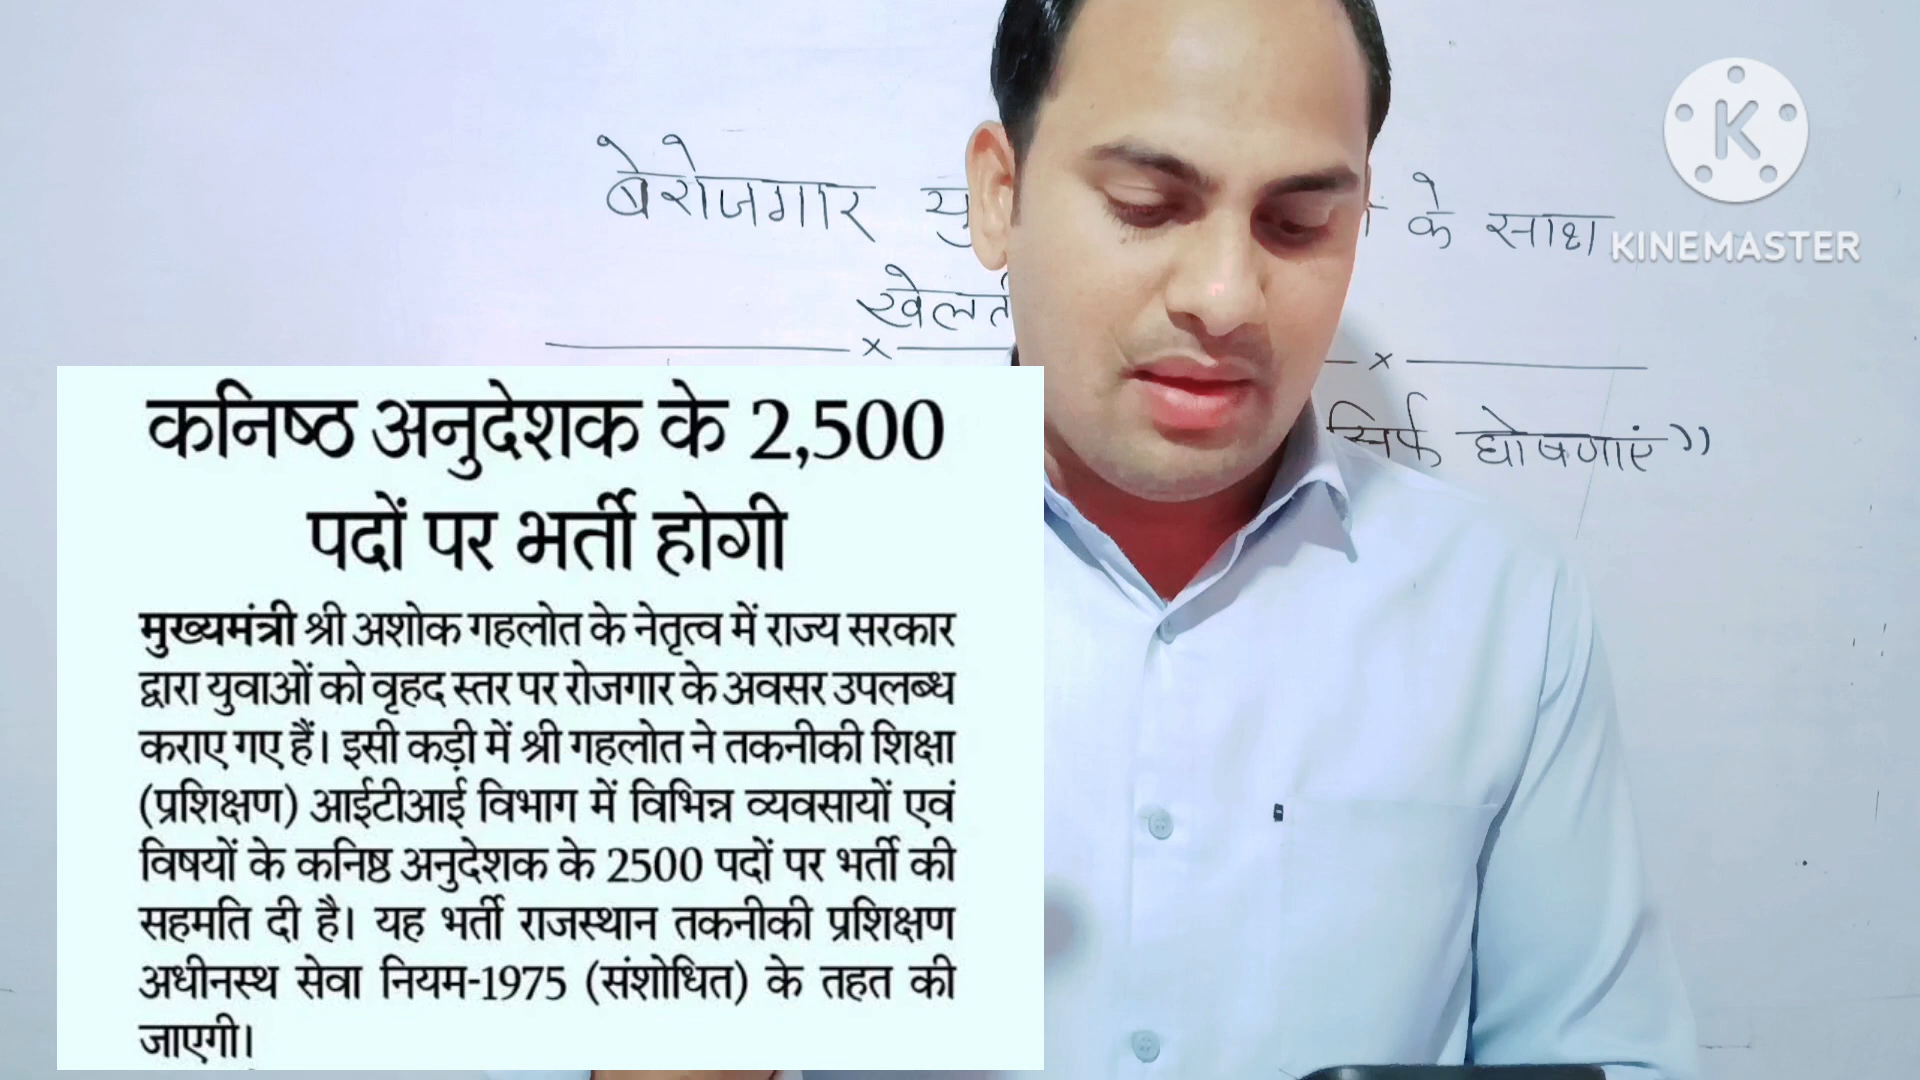 बेरोजगार यु के साथ
KINEMASTER
खेलत
सिर्फ घोषणाएं"
कनिष्ठ अनुदेशक के 2,500
पदों पर भर्ती होगी
मुख्यमंत्री श्री अशोक गहलोत के नेतृत्व में राज्य सरकार
द्वारा युवाओं को वृहद स्तर पर रोजगार के अवसर उपलब्ध
कराए गए हैं। इसी कड़ी में श्री गहलोत ने तकनीकी शिक्षा
(प्रशिक्षण) आईटीआई विभाग में विभिन्न व्यवसायों एवं
विषयों के कनिष्ठ अनुदेशक के 2500 पदों पर भर्ती की
सहमति दी है। यह भर्ती राजस्थान तकनीकी प्रशिक्षण
अधीनस्थ सेवा नियम-1975 (संशोधित) के तहत की
जाएगी।